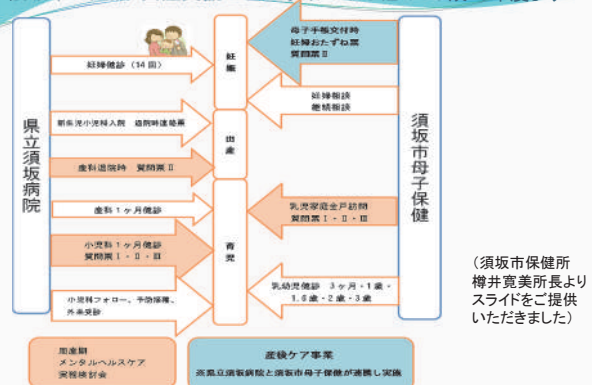 県立須坂病院
妊婦健診（14回）
新生児小児科入院 退院時連絡票
産科退院時 質問票Ⅱ
産科1ヶ月健診
小児科1ヶ月健診
質問票Ⅰ・Ⅱ・Ⅲ
小児科フォロー、予防接種、
外来受診
妊娠
出産
育児
母子手帳交付時
妊婦おたずね票
質問票Ⅱ
妊婦相談
継続相談
乳児家庭全戸訪問
質問票Ⅰ・Ⅱ・Ⅲ
乳幼児健診 3ヶ月・1歳・
1.6歳・2歳・3歳
須坂市母子保健
（須坂市保健所
樽井寛美所長より
スライドをご提供
いただきました）
周産期
メンタルヘルスケア
実務検討会
産後ケア事業
※県立須坂病院と須坂市母子保健が連携し実施